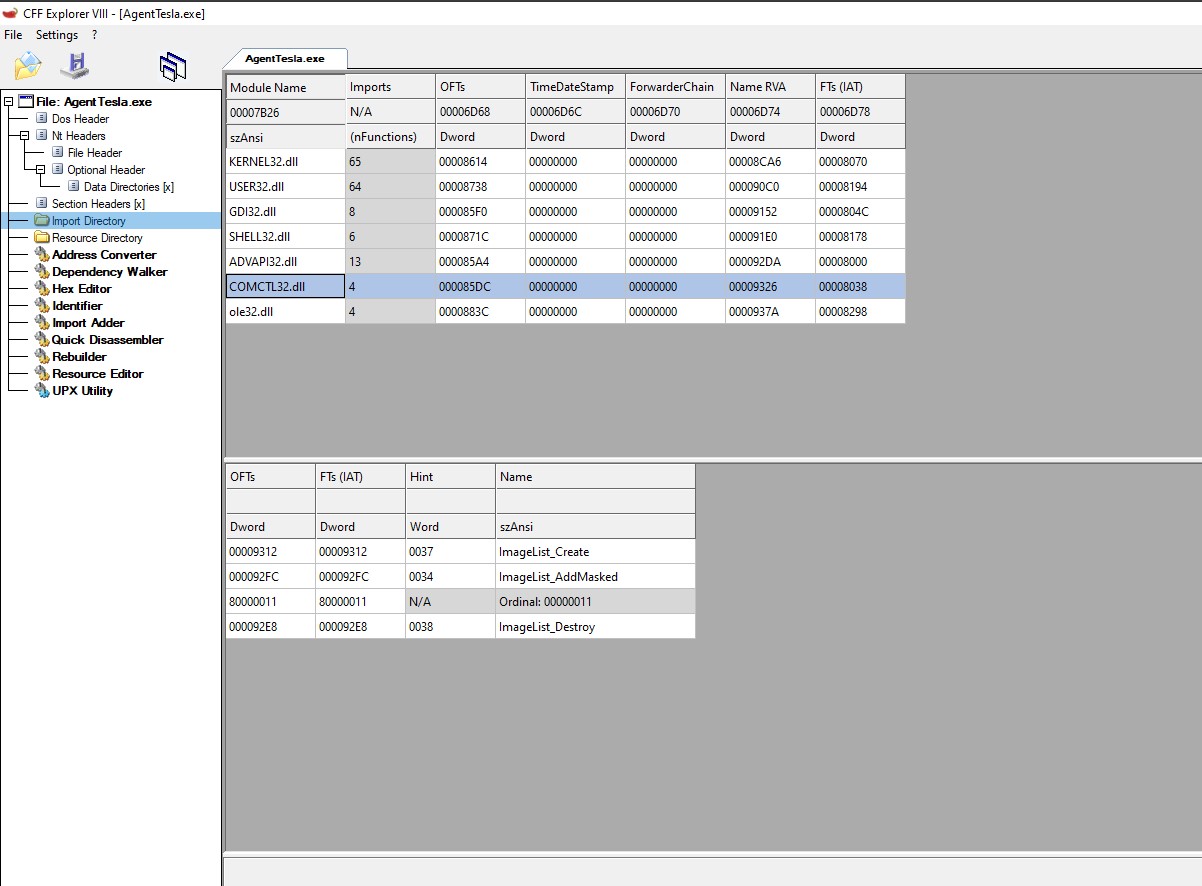 CFF Explorer VIII - [AgentTesla.exe]
File Settings ?
AgentTesla.exe
File: AgentTesla.exe
Dos Header
Nt Headers
File Header
Optional Header
Data Directories [x]
Section Headers [x]
Import Directory
Resource Directory
Address Converter
Dependency Walker
Hex Editor
Identifier
Import Adder
Quick Disassembler
Rebuilder
Resource Editor
UPX Utility
Module Name Imports OFTs TimeDateStamp ForwarderChain Name RVA FTs (IAT)
00007B26 N/A 00006D68 00006D6C 00006D70 00006D74 00006D78
szAnsi (nFunctions) Dword Dword Dword Dword Dword
KERNEL32.dll 65 00008614 00000000 00000000 00008CA6 00008070
USER32.dll 64 00008738 00000000 00000000 000090C0 00008194
GDI32.dll 8 000085F0 00000000 00000000 00009152 0000804C
SHELL32.dll 6 0000871C 00000000 00000000 000091E0 00008178
ADVAPI32.dll 13 000085A4 00000000 00000000 000092DA 00008000
COMCTL32.dll 4 000085DC 00000000 00000000 00009326 00008038
ole32.dll 4 0000883C 00000000 00000000 0000937A 00008298
OFTs FTs (IAT) Hint Name
Dword Dword Word szAnsi
00009312 00009312 0037 ImageList_Create
000092FC 000092FC 0034 ImageList_AddMasked
80000011 80000011 N/A Ordinal: 00000011
000092E8 000092E8 0038 ImageList_Destroy